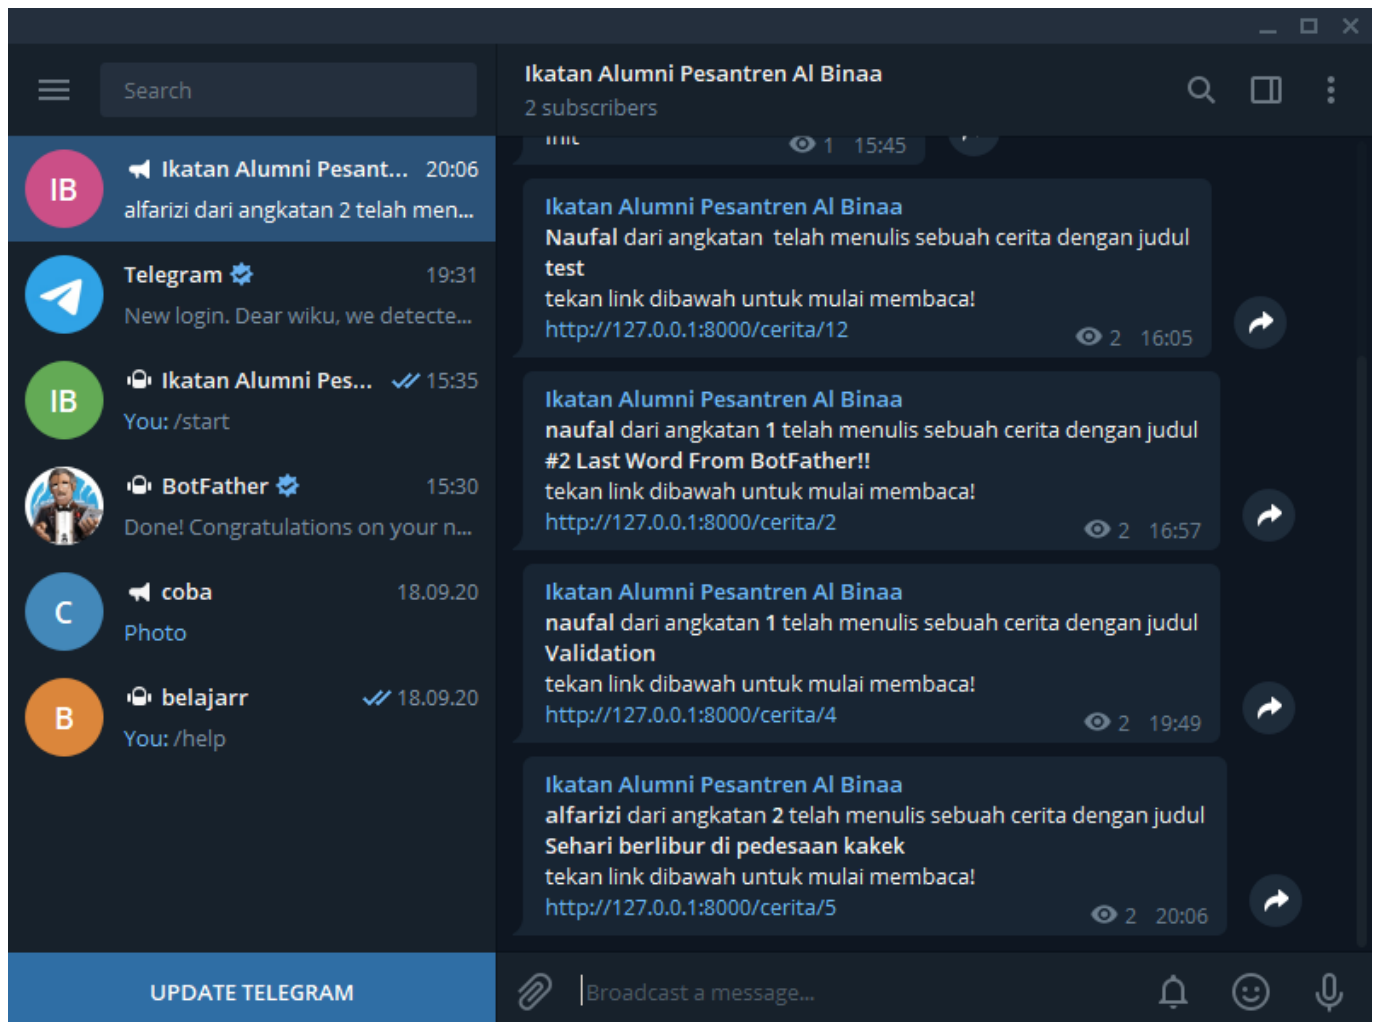 Search
IB
Ikatan Alumni Pesant... 20:06
alfarizi dari angkatan 2 telah men...
Telegram 19:31
New login. Dear wiku, we detecte...
IB
Ikatan Alumni Pes... 15:35
You: /start
BotFather 15:30
Done! Congratulations on your n...
C
coba 18.09.20
Photo
B
belajarr 18.09.20
You: /help
UPDATE TELEGRAM
Ikatan Alumni Pesantren Al Binaa
2 subscribers
1 15:45
Ikatan Alumni Pesantren Al Binaa
Naufal dari angkatan  telah menulis sebuah cerita dengan judul
test
tekan link dibawah untuk mulai membaca!
http://127.0.0.1:8000/cerita/12
2 16:05
Ikatan Alumni Pesantren Al Binaa
naufal dari angkatan 1 telah menulis sebuah cerita dengan judul
#2 Last Word From BotFather!!
tekan link dibawah untuk mulai membaca!
http://127.0.0.1:8000/cerita/2
2 16:57
Ikatan Alumni Pesantren Al Binaa
naufal dari angkatan 1 telah menulis sebuah cerita dengan judul
Validation
tekan link dibawah untuk mulai membaca!
http://127.0.0.1:8000/cerita/4
2 19:49
Ikatan Alumni Pesantren Al Binaa
alfarizi dari angkatan 2 telah menulis sebuah cerita dengan judul
Sehari berlibur di pedesaan kakek
tekan link dibawah untuk mulai membaca!
http://127.0.0.1:8000/cerita/5
2 20:06
Broadcast a message...